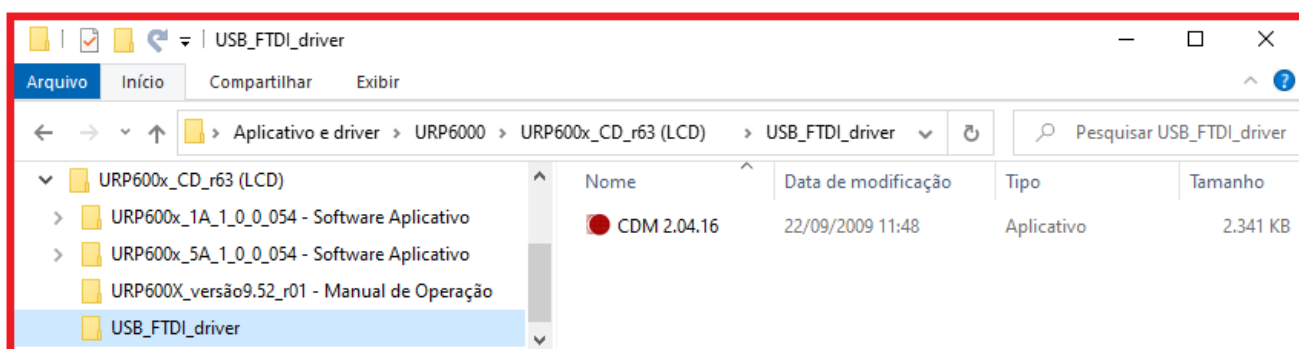 USB_FTDI_driver
Arquivo Início Compartilhar Exibir
Aplicativo e driver > URP6000 > URP600x_CD_r63 (LCD) > USB_FTDI_driver Pesquisar USB_FTDI_driver
URP600x_CD_r63 (LCD)
URP600x_1A_1_0_0_054 - Software Aplicativo
URP600x_5A_1_0_0_054 - Software Aplicativo
URP600X_versão9.52_r01 - Manual de Operação
USB_FTDI_driver
Nome Data de modificação Tipo Tamanho
CDM 2.04.16 22/09/2009 11:48 Aplicativo 2.341 KB